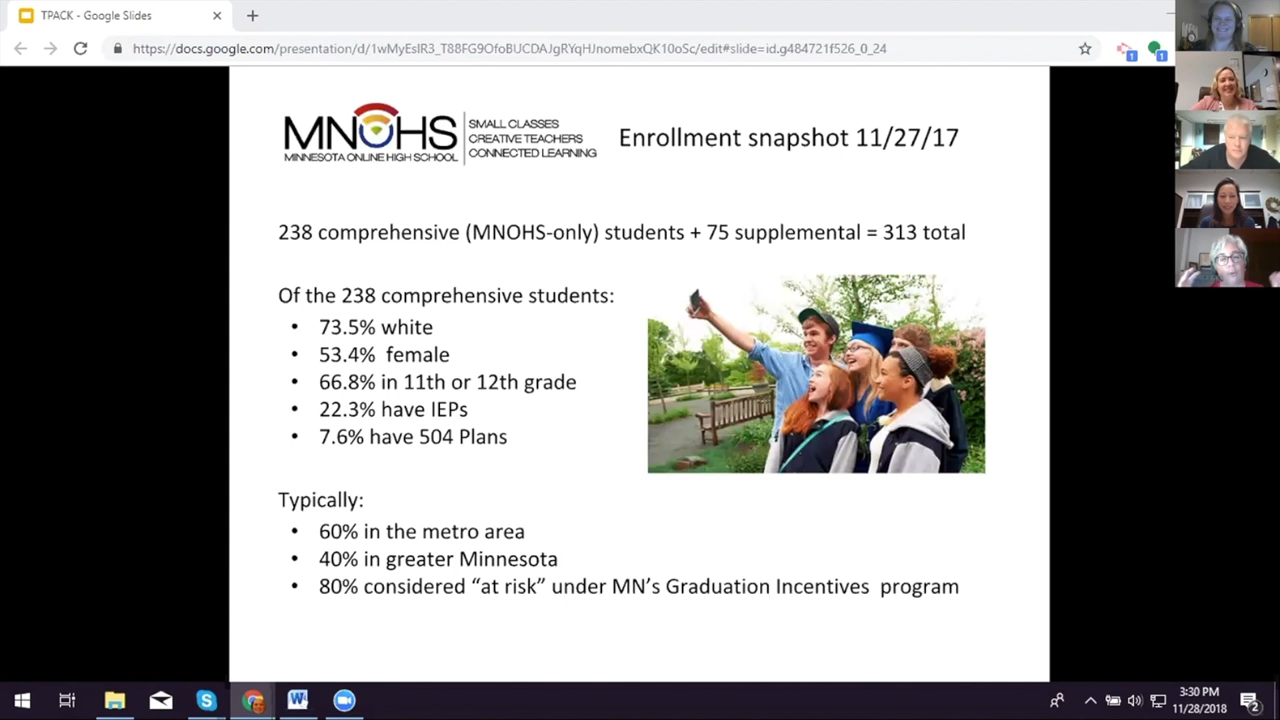 TPACK - Google Slides
https://docs.google.com/presentation/d/1wMyEsIR3_T88FG9OfoBUCDAJgRYqHJnomebxQK10oSc/edit#slide=id.g484721f526_0_24
1
1
MNOHS
MINNESOTA ONLINE HIGH SCHOOL
SMALL CLASSES
CREATIVE TEACHERS
CONNECTED LEARNING
Enrollment snapshot 11/27/17
238 comprehensive (MNOHS-only) students + 75 supplemental = 313 total
Of the 238 comprehensive students:
• 73.5% white
• 53.4% female
• 66.8% in 11th or 12th grade
• 22.3% have IEPs
• 7.6% have 504 Plans
Typically:
• 60% in the metro area
• 40% in greater Minnesota
• 80% considered “at risk” under MN’s Graduation Incentives program
3:30 PM
11/28/2018
2